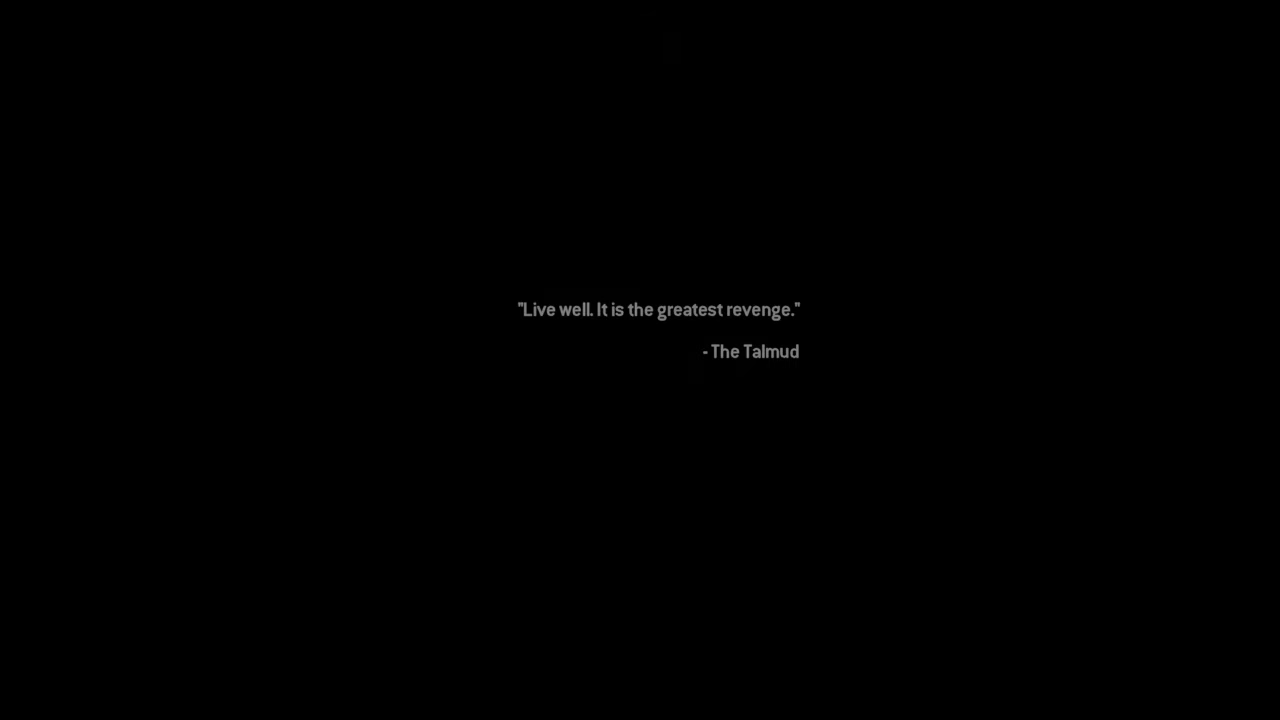 "Live well. It is the greatest revenge."
- The Talmud